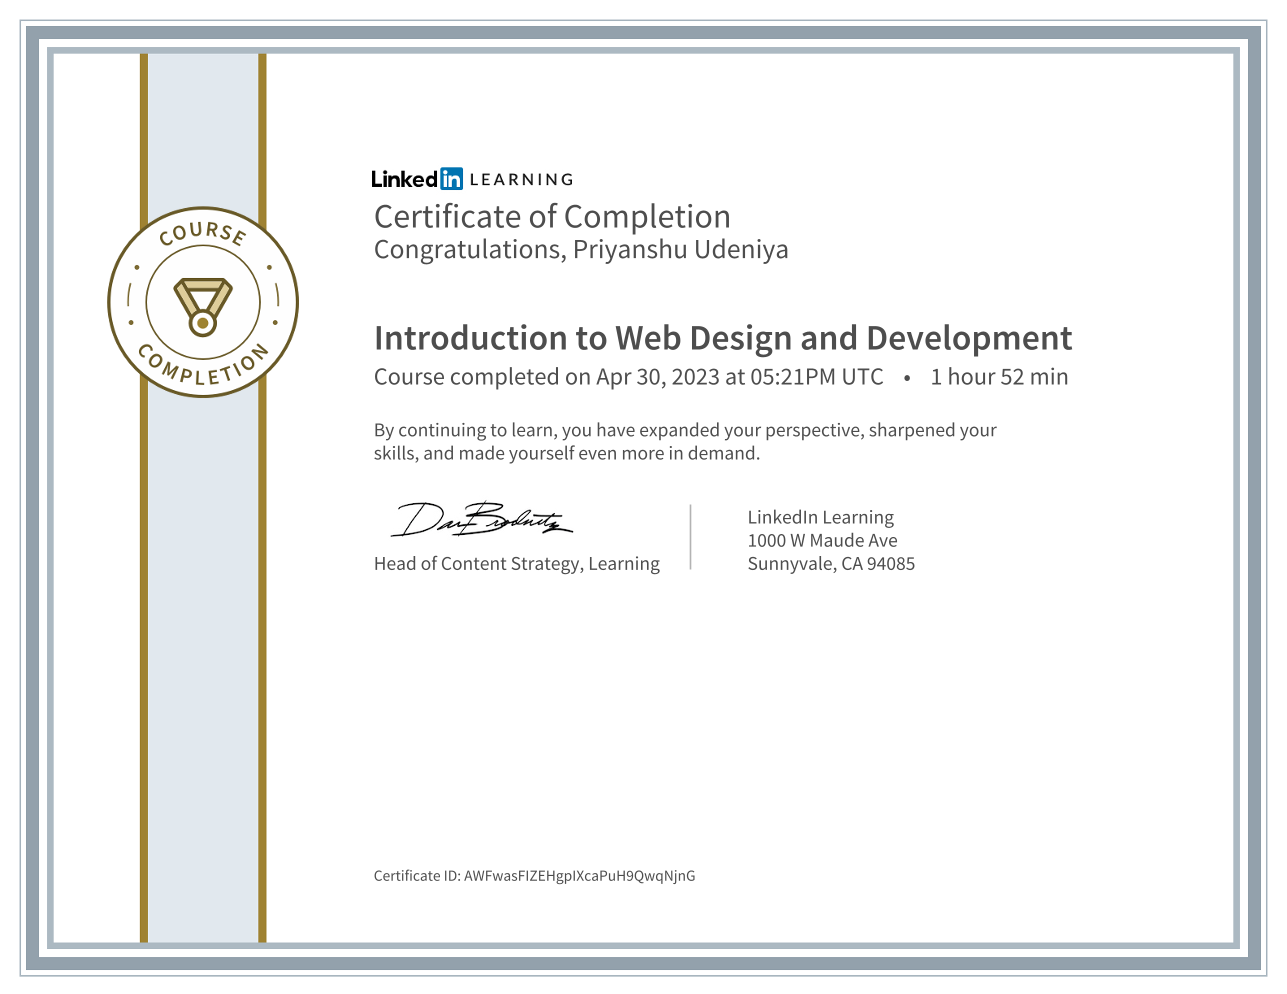 COURSE
COMPLETION
Linked in LEARNING
Certificate of Completion
Congratulations, Priyanshu Udeniya
Introduction to Web Design and Development
Course completed on Apr 30, 2023 at 05:21PM UTC • 1 hour 52 min
By continuing to learn, you have expanded your perspective, sharpened your
skills, and made yourself even more in demand.
Dan Brodnitz
Head of Content Strategy, Learning
LinkedIn Learning
1000 W Maude Ave
Sunnyvale, CA 94085
Certificate ID: AWFwasFIZEHgpIXcaPuH9QwqNjnG